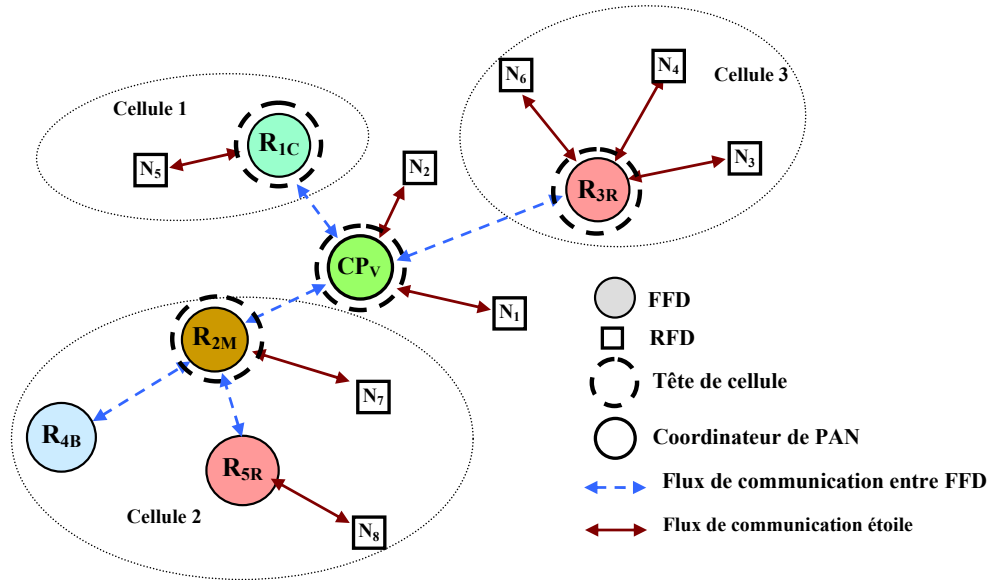 Cellule 1
R1C
N5
N2
CPV
N1
N6
N4
Cellule 3
N3
R3R
R2M
N7
R4B
R5R
Cellule 2
N8
FFD
RFD
Tête de cellule
Coordinateur de PAN
Flux de communication entre FFD
Flux de communication étoile